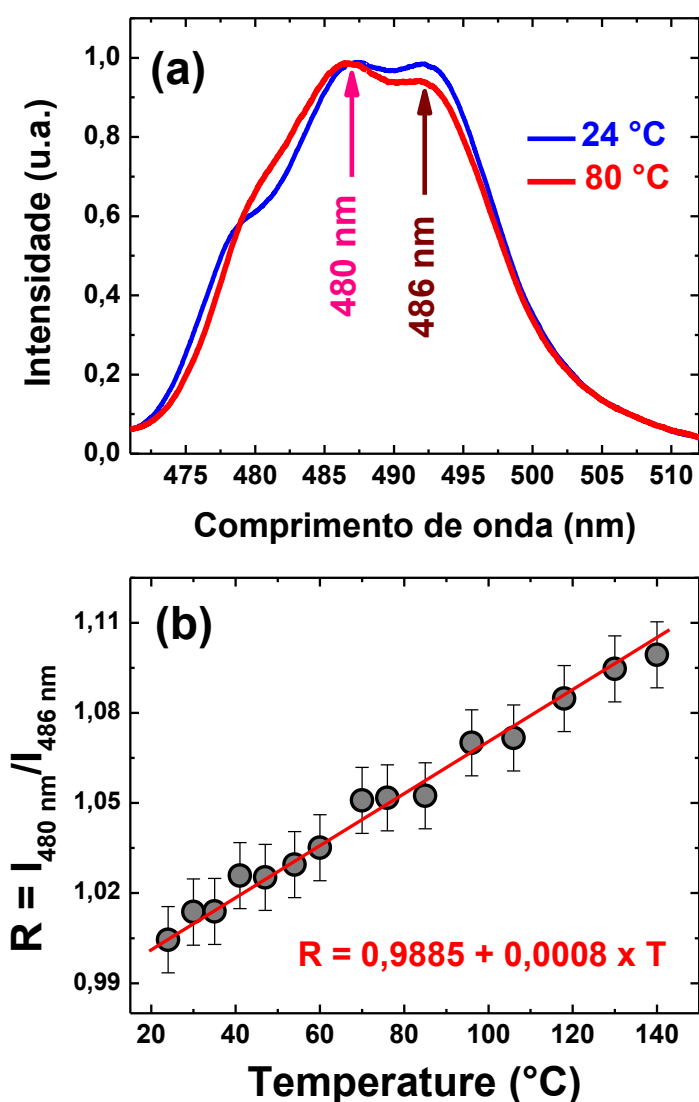 (a)
24 °C
80 °C
480 nm
486 nm
Intensidade (u.a.)
1,0
0,8
0,6
0,4
0,2
0,0
475 480 485 490 495 500 505 510
Comprimento de onda (nm)
(b)
R = I480 nm/I486 nm
1,11
1,08
1,05
1,02
0,99
R = 0,9885 + 0,0008 x T
20 40 60 80 100 120 140
Temperature (°C)